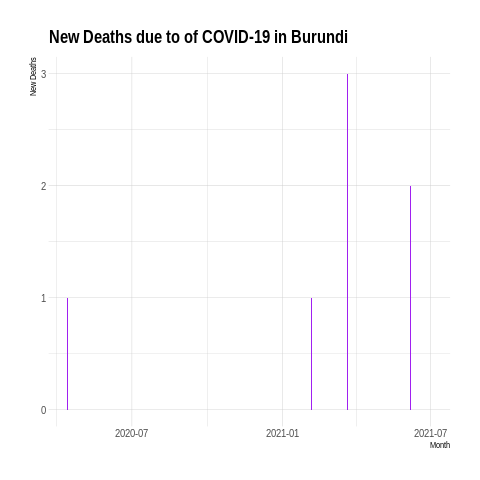 New Deaths due to of COVID-19 in Burundi
New Deaths
3
2
1
0
2020-07 2021-01 2021-07
Month